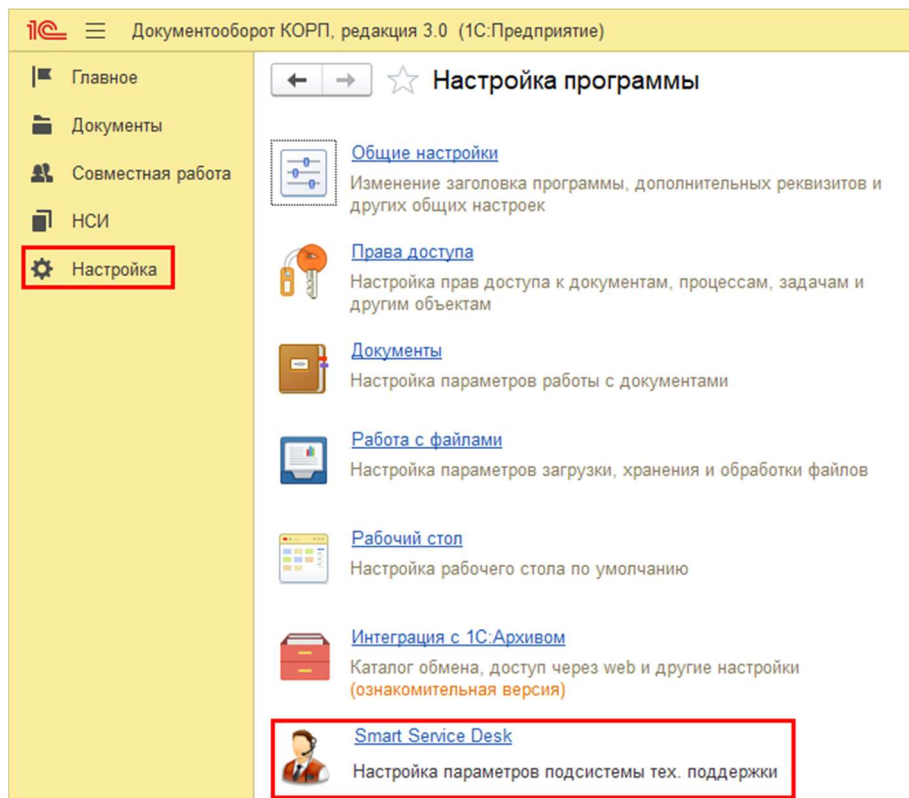 1С Документооборот КОРП, редакция 3.0 (1С:Предприятие)
Главное
Документы
Совместная работа
НСИ
Настройка
Настройка программы
Общие настройки
Изменение заголовка программы, дополнительных реквизитов и
других общих настроек
Права доступа
Настройка прав доступа к документам, процессам, задачам и
другим объектам
Документы
Настройка параметров работы с документами
Работа с файлами
Настройка параметров загрузки, хранения и обработки файлов
Рабочий стол
Настройка рабочего стола по умолчанию
Интеграция с 1С:Архивом
Каталог обмена, доступ через web и другие настройки
(ознакомительная версия)
Smart Service Desk
Настройка параметров подсистемы тех. поддержки